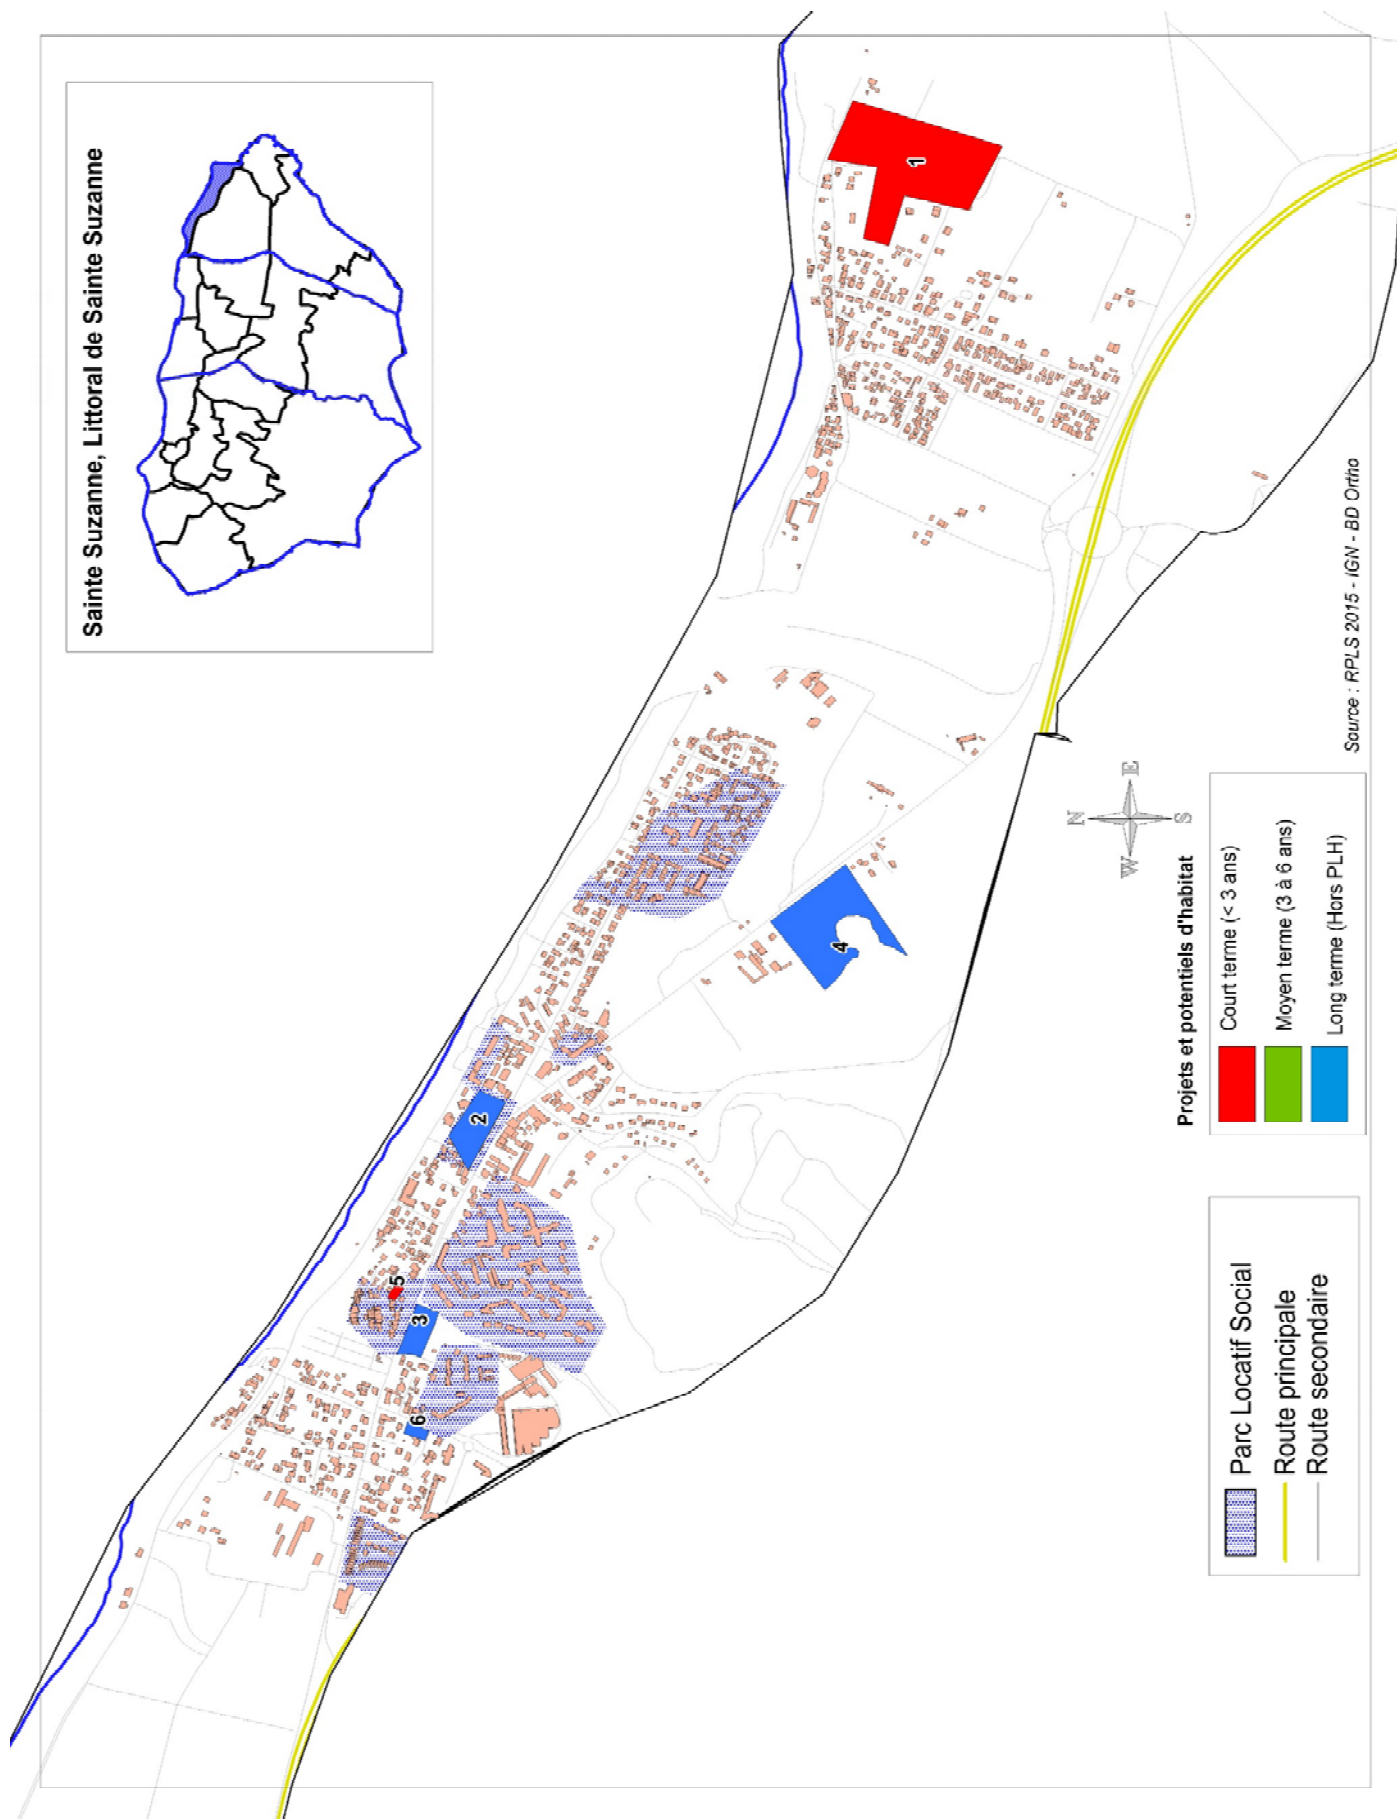 Sainte Suzanne, Littoral de Sainte Suzanne
1
2
3
4
5
6
N
W
E
S
Projets et potentiels d'habitat
Court terme (< 3 ans)
Moyen terme (3 à 6 ans)
Long terme (Hors PLH)
Parc Locatif Social
Route principale
Route secondaire
Source : RPLS 2015 - IGN - BD Ortho